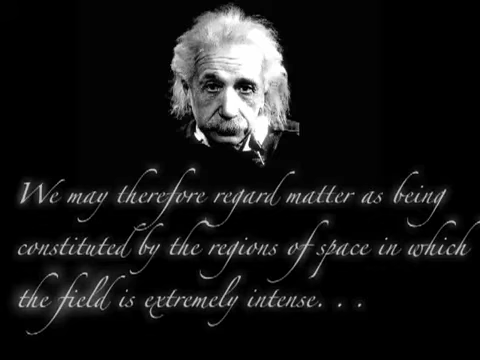 We may therefore regard matter as being
constituted by the regions of space in which
the field is extremely intense. . .